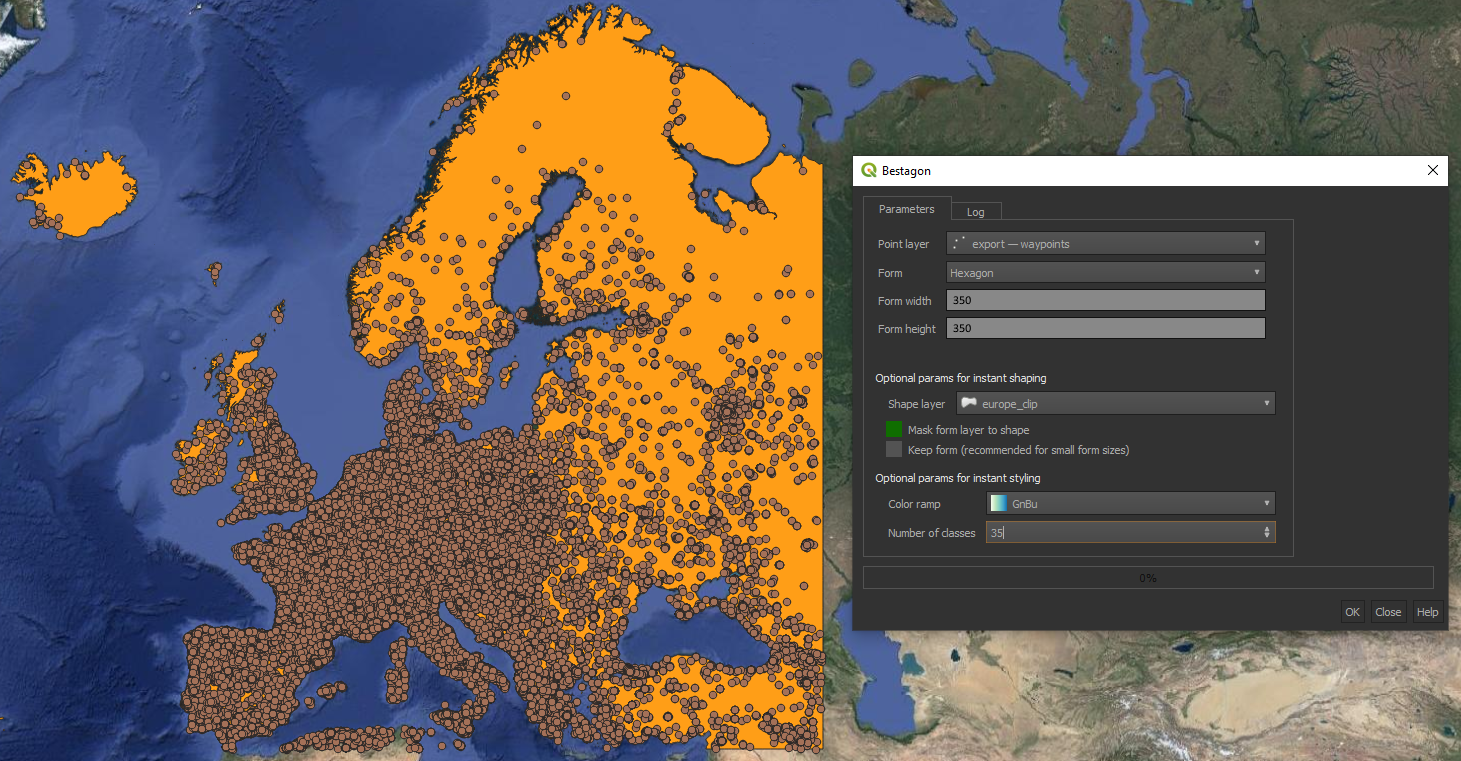 Bestagon
Parameters
Log
Point layer
export — waypoints
Form
Hexagon
Form width
350
Form height
350
Optional params for instant shaping
Shape layer
europe_clip
Mask form layer to shape
Keep form (recommended for small form sizes)
Optional params for instant styling
Color ramp
GnBu
Number of classes
35
0%
OK
Close
Help